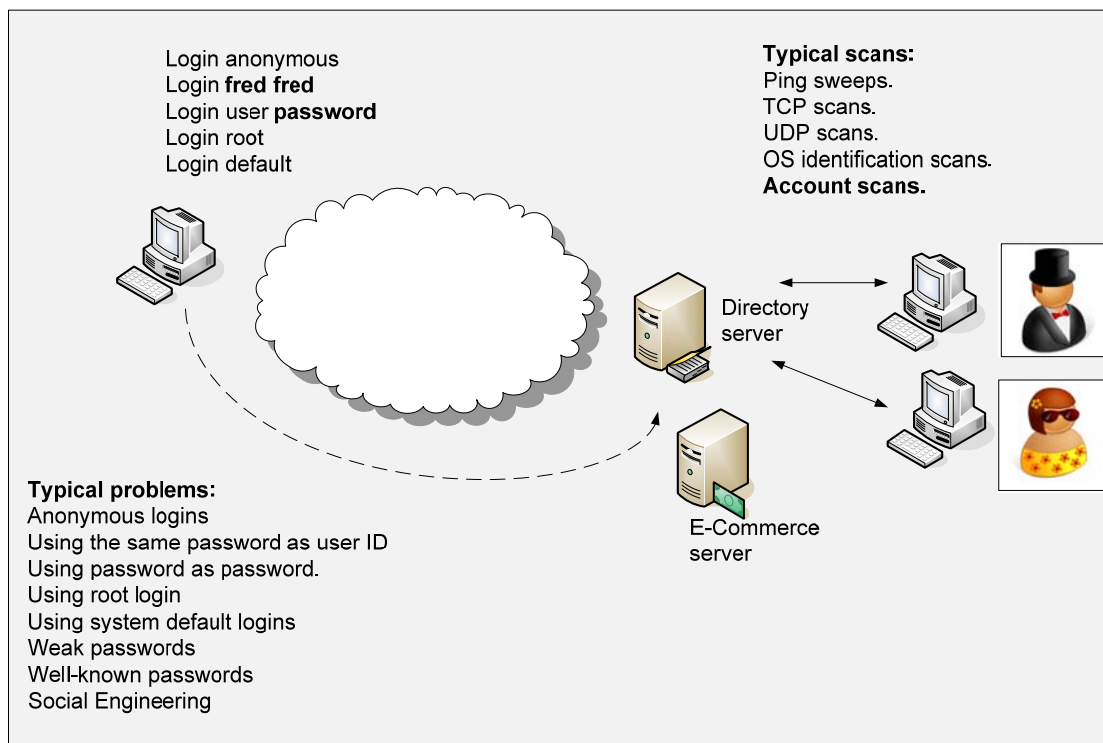 Login anonymous
Login fred fred
Login user password
Login root
Login default
Typical scans:
Ping sweeps.
TCP scans.
UDP scans.
OS identification scans.
Account scans.
Directory
server
E-Commerce
server
Typical problems:
Anonymous logins
Using the same password as user ID
Using password as password.
Using root login
Using system default logins
Weak passwords
Well-known passwords
Social Engineering